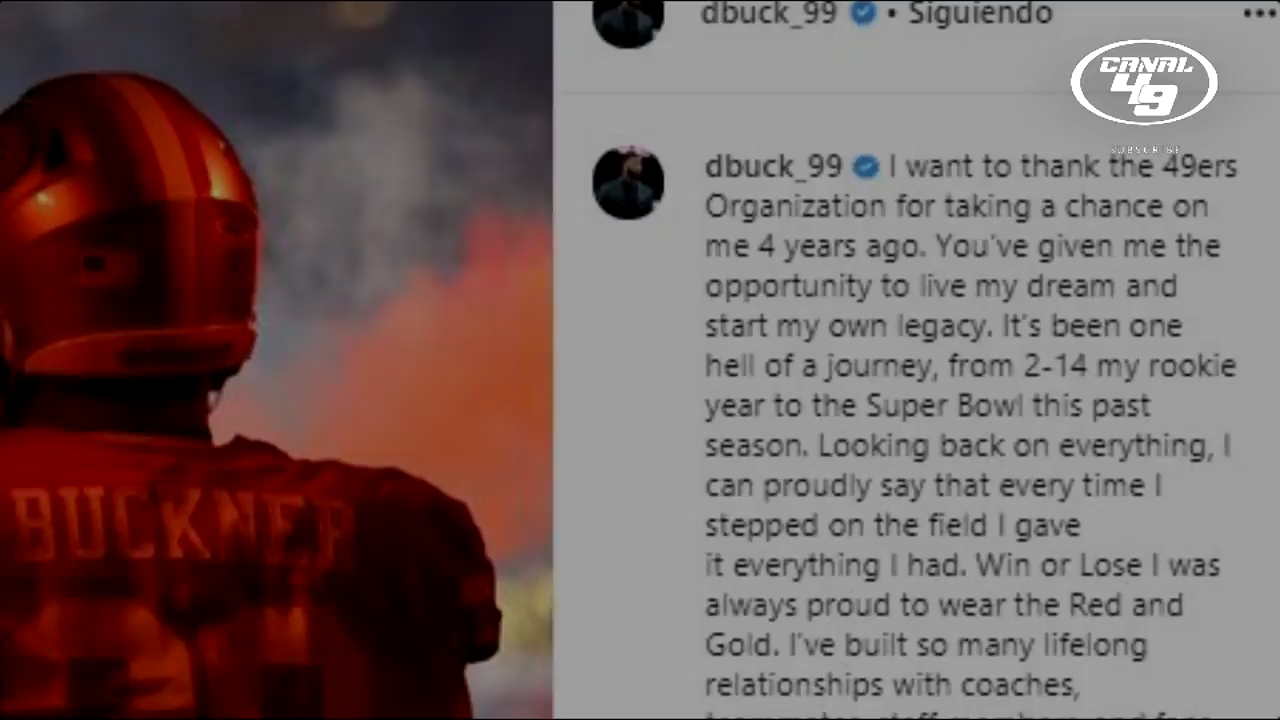 dbuck_99 • Siguiendo
CANAL
49
SUBSCRIBE
dbuck_99 I want to thank the 49ers
Organization for taking a chance on
me 4 years ago. You've given me the
opportunity to live my dream and
start my own legacy. It's been one
hell of a journey, from 2-14 my rookie
year to the Super Bowl this past
season. Looking back on everything, I
can proudly say that every time I
stepped on the field I gave
it everything I had. Win or Lose I was
always proud to wear the Red and
Gold. I've built so many lifelong
relationships with coaches,
BUCKNER